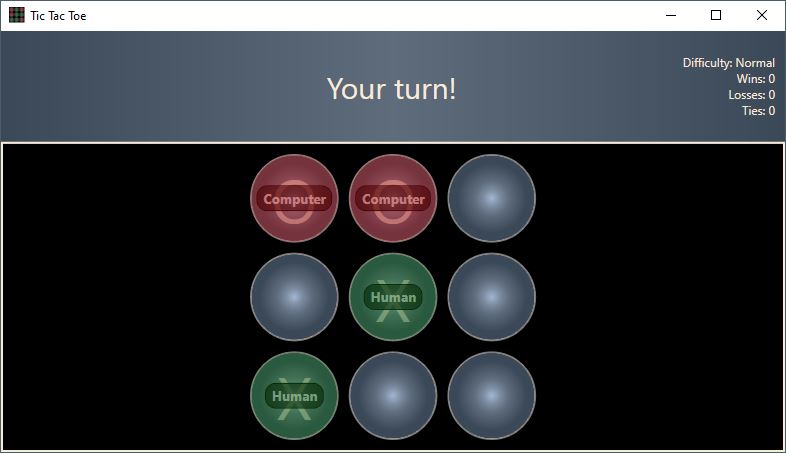 Tic Tac Toe
Your turn!
Difficulty: Normal
Wins: 0
Losses: 0
Ties: 0
O O
Computer Computer
X
Human
X
Human